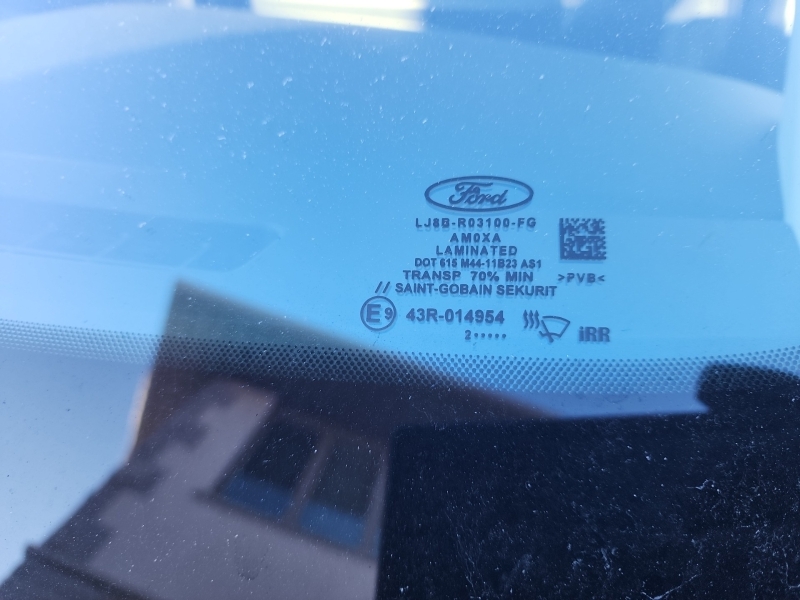 Ford
LJ8B-R03100-FG
AM0XA
LAMINATED
DOT 615 M44-11B23 AS1
TRANSP 70% MIN
>PVB<
// SAINT-GOBAIN SEKURIT
E9 43R-014954
2•••••
iRR